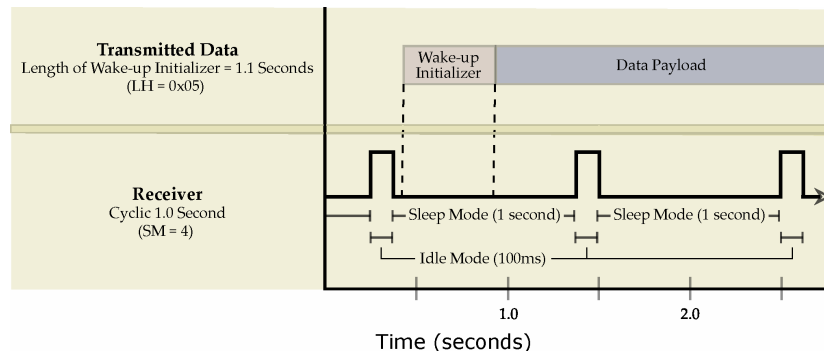 Transmitted Data
Length of Wake-up Initializer = 1.1 Seconds
(LH = 0x05)
Wake-up
Initializer
Data Payload
Receiver
Cyclic 1.0 Second
(SM = 4)
Sleep Mode (1 second)
Sleep Mode (1 second)
Idle Mode (100ms)
1.0
2.0
Time (seconds)